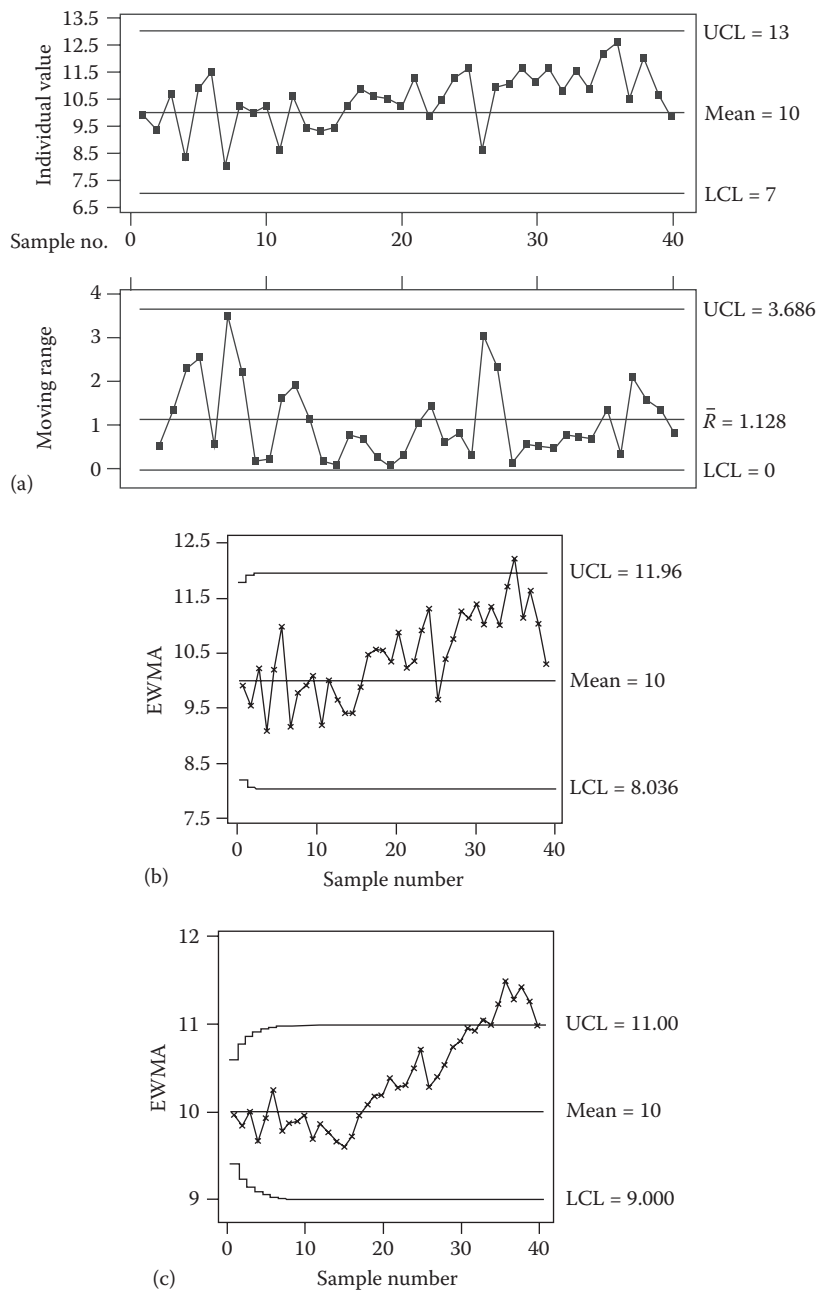 13.5
12.5
11.5
10.5
9.5
8.5
7.5
6.5
Individual value
UCL = 13
Mean = 10
LCL = 7
Sample no. 0 10 20 30 40
4
3
2
1
0
Moving range
UCL = 3.686
R̄ = 1.128
LCL = 0
(a)
12.5
11.5
10.5
9.5
8.5
7.5
EWMA
UCL = 11.96
Mean = 10
LCL = 8.036
0 10 20 30 40
Sample number
(b)
12
11
10
9
EWMA
UCL = 11.00
Mean = 10
LCL = 9.000
0 10 20 30 40
Sample number
(c)